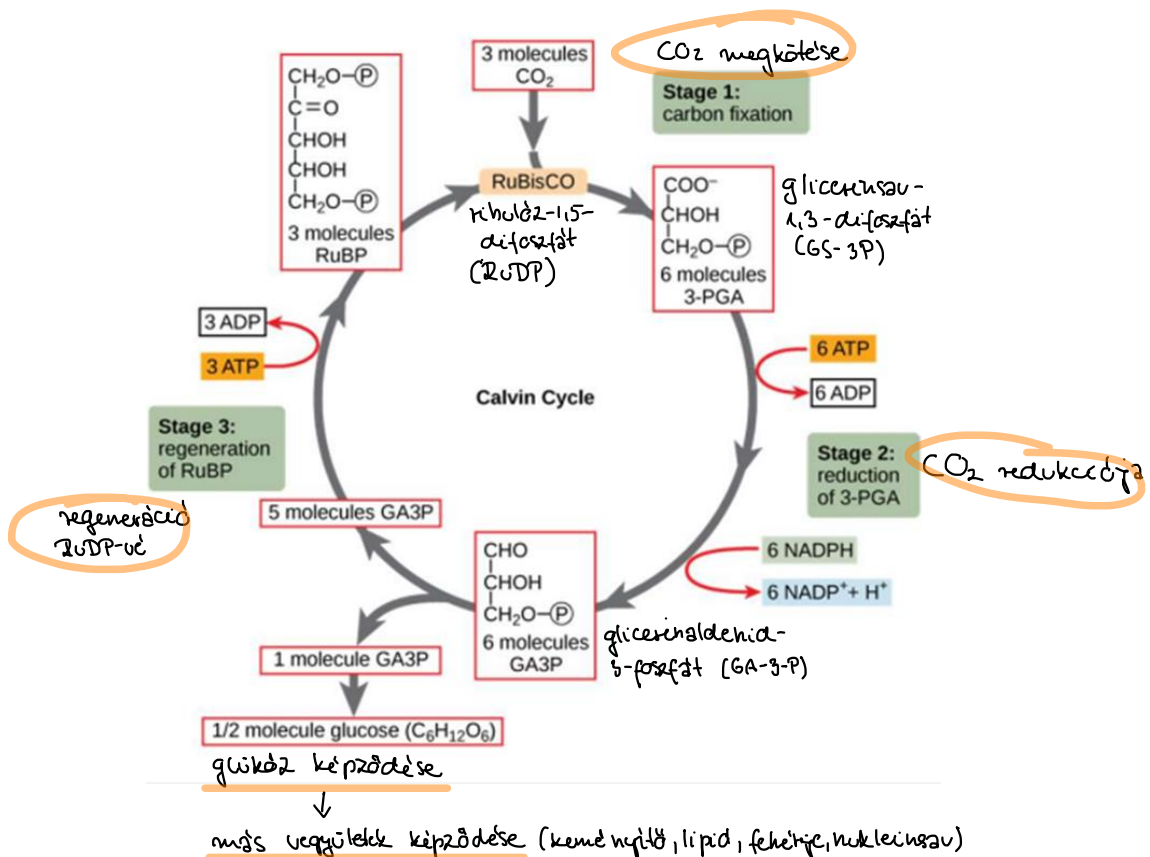 3 molecules
CO₂
CO₂ megkötése
Stage 1:
carbon fixation
CH₂O–Ⓟ
C=O
CHOH
CHOH
CH₂O–Ⓟ
3 molecules
RuBP
RuBisCO
ribulóz-1,5-
difoszfát
(RuDP)
COO⁻
CHOH
CH₂O–Ⓟ
6 molecules
3-PGA
glicerinsav-
1,3-difoszfát
(GS-3P)
3 ADP
3 ATP
6 ATP
6 ADP
Calvin Cycle
Stage 3:
regeneration
of RuBP
regeneráció
RuDP-vé
Stage 2:
reduction
of 3-PGA
CO₂ redukciója
5 molecules GA3P
6 NADPH
6 NADP⁺+ H⁺
CHO
CHOH
CH₂O–Ⓟ
6 molecules
GA3P
glicerinaldehid-
3-foszfát (GA-3-P)
1 molecule GA3P
1/2 molecule glucose (C₆H₁₂O₆)
glükóz képződése
↓
más vegyületek képződése (keményítő, lipid, fehérje, nukleinsav)